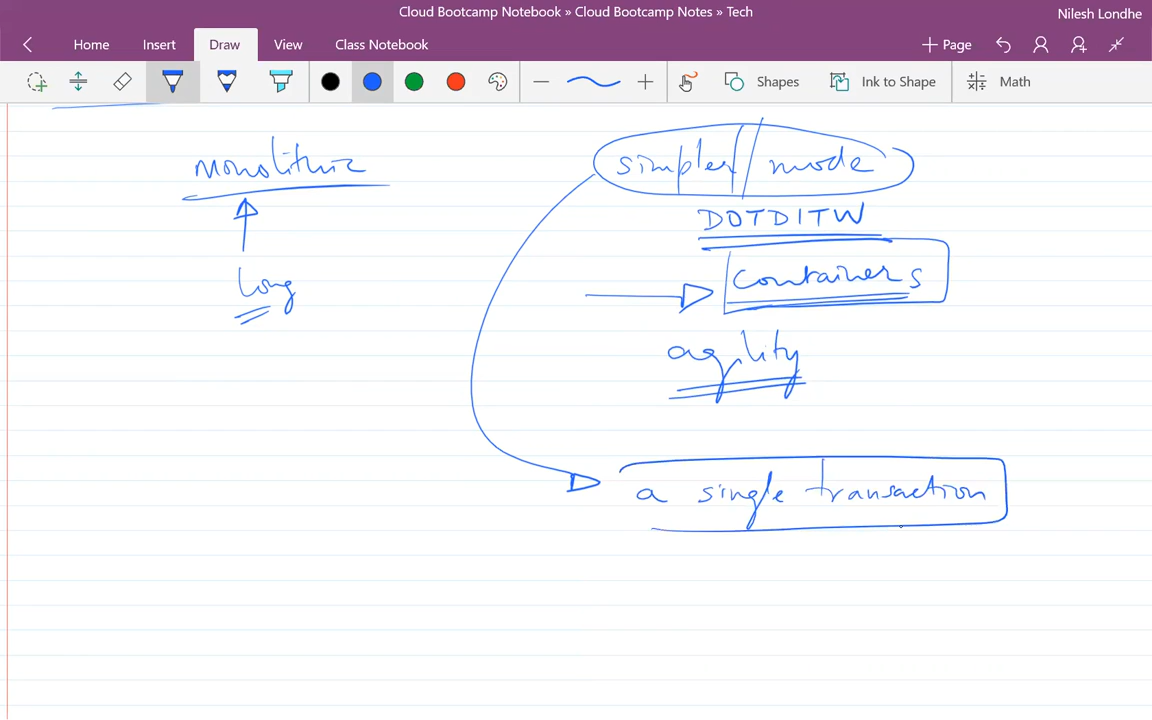 Cloud Bootcamp Notebook » Cloud Bootcamp Notes » Tech
Nilesh Londhe
Home Insert Draw View Class Notebook
Page
Shapes Ink to Shape Math
monolithic
long
simpler / mode
DOTDITW
containers
agility
a single transaction